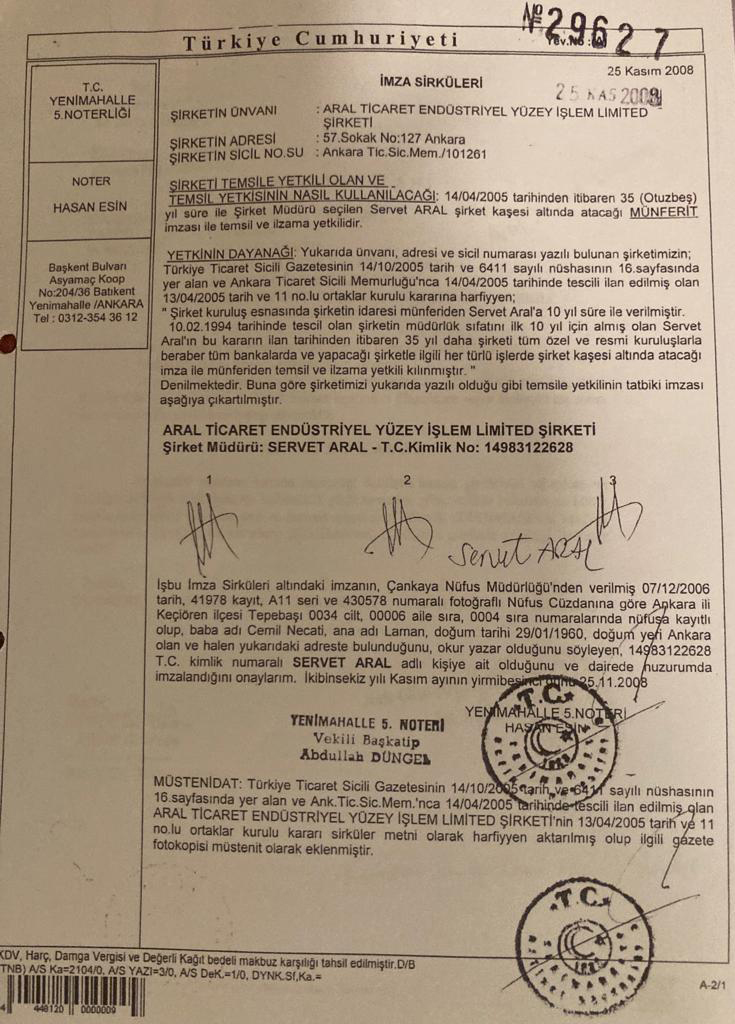 № 29627
Türkiye Cumhuriyeti
Yev.No :
25 Kasım 2008
25 KAS 2008
T.C.
YENİMAHALLE
5.NOTERLİĞİ
NOTER
HASAN ESİN
Başkent Bulvarı
Asyamaç Koop
No:204/36 Batıkent
Yenimahalle /ANKARA
Tel : 0312-354 36 12
İMZA SİRKÜLERİ
ŞİRKETİN ÜNVANI : ARAL TİCARET ENDÜSTRİYEL YÜZEY İŞLEM LIMITED
ŞİRKETİ
ŞİRKETİN ADRESİ : 57.Sokak No:127 Ankara
ŞİRKETİN SİCİL NO.SU : Ankara Tic.Sic.Mem./101261
ŞİRKETİ TEMSİLE YETKİLİ OLAN VE
TEMSİL YETKİSİNİN NASIL KULLANILACAĞI: 14/04/2005 tarihinden itibaren 35 (Otuzbeş)
yıl süre ile Şirket Müdürü seçilen Servet ARAL şirket kaşesi altında atacağı MÜNFERİT
imzası ile temsil ve ilzama yetkilidir.
YETKİNİN DAYANAĞI: Yukarıda ünvanı, adresi ve sicil numarası yazılı bulunan şirketimizin;
Türkiye Ticaret Sicili Gazetesinin 14/10/2005 tarih ve 6411 sayılı nüshasının 16.sayfasında
yer alan ve Ankara Ticaret Sicili Memurluğu'nca 14/04/2005 tarihinde tescili ilan edilmiş olan
13/04/2005 tarih ve 11 no.lu ortaklar kurulu kararına harfiyyen;
" Şirket kuruluş esnasında şirketin idaresi münferiden Servet Aral'a 10 yıl süre ile verilmiştir.
10.02.1994 tarihinde tescil olan şirketin müdürlük sıfatını ilk 10 yıl için almış olan Servet
Aral'ın bu kararın ilan tarihinden itibaren 35 yıl daha şirketi tüm özel ve resmi kuruluşlarla
beraber tüm bankalarda ve yapacağı şirketle ilgili her türlü işlerde şirket kaşesi altında atacağı
imza ile münferiden temsil ve ilzama yetkili kılınmıştır. "
Denilmektedir. Buna göre şirketimizi yukarıda yazılı olduğu gibi temsile yetkilinin tatbiki imzası
aşağıya çıkartılmıştır.
ARAL TİCARET ENDÜSTRİYEL YÜZEY İŞLEM LİMİTED ŞİRKETİ
Şirket Müdürü: SERVET ARAL - T.C.Kimlik No: 14983122628
1 2 3
Servet ARAL
İşbu İmza Sirküleri altındaki imzanın, Çankaya Nüfus Müdürlüğü'nden verilmiş 07/12/2006
tarih, 41978 kayıt, A11 seri ve 430578 numaralı fotoğraflı Nüfus Cüzdanına göre Ankara ili
Keçiören ilçesi Tepebaşı 0034 cilt, 00006 aile sıra, 0004 sıra numaralarında nüfusa kayıtlı
olup, baba adı Cemil Necati, ana adı Laman, doğum tarihi 29/01/1960, doğum yeri Ankara
olan ve halen yukarıdaki adreste bulunduğunu, okur yazar olduğunu söyleyen, 14983122628
T.C. kimlik numaralı SERVET ARAL adlı kişiye ait olduğunu ve dairede huzurumda
imzalandığını onaylarım. İkibinsekiz yılı Kasım ayının yirmibeşinci günü 25.11.2008
YENİMAHALLE 5.NOTERİ
HASAN ESİN
YENİMAHALLE 5. NOTERİ
Vekili Başkatip
Abdullah DÜNGEL
T.C.
MÜSTENİDAT: Türkiye Ticaret Sicili Gazetesinin 14/10/2005 tarih ve 6411 sayılı nüshasının
16.sayfasında yer alan ve Ank.Tic.Sic.Mem.'nca 14/04/2005 tarihinde tescili ilan edilmiş olan
ARAL TİCARET ENDÜSTRİYEL YÜZEY İŞLEM LİMİTED ŞİRKETİ'nin 13/04/2005 tarih ve 11
no.lu ortaklar kurulu kararı sirküler metni olarak harfiyyen aktarılmış olup ilgili gazete
fotokopisi müstenit olarak eklenmiştir.
T.C.
KDV, Harç, Damga Vergisi ve Değerli Kağıt bedeli makbuz karşılığı tahsil edilmiştir.D/B
TNB) A/S Ka=2104/0, A/S YAZI=3/0, A/S DeK.=1/0, DYNK.Sf,Ka.=
A-2/1
4 448120 0000009